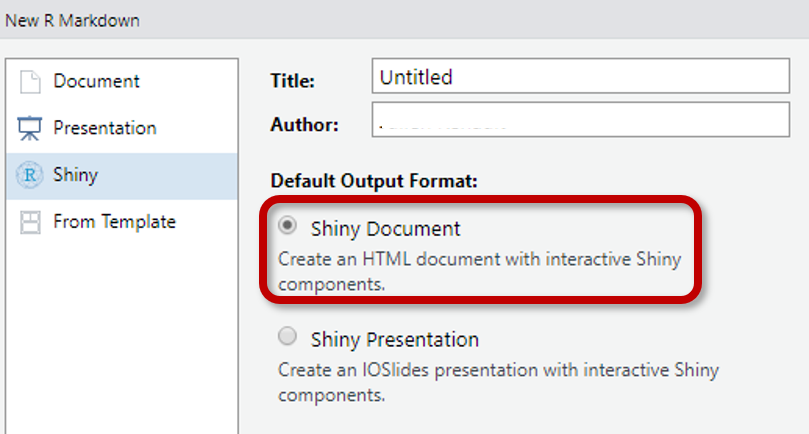 New R Markdown
Document
Presentation
Shiny
From Template
Title: Untitled
Author:
Default Output Format:
Shiny Document
Create an HTML document with interactive Shiny
components.
Shiny Presentation
Create an IOSlides presentation with interactive Shiny
components.